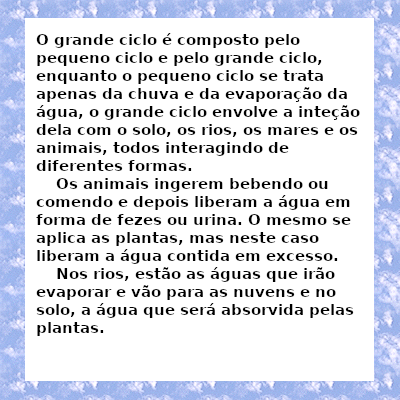 O grande ciclo é composto pelo
pequeno ciclo e pelo grande ciclo,
enquanto o pequeno ciclo se trata
apenas da chuva e da evaporação da
água, o grande ciclo envolve a inteção
dela com o solo, os rios, os mares e os
animais, todos interagindo de
diferentes formas.
Os animais ingerem bebendo ou
comendo e depois liberam a água em
forma de fezes ou urina. O mesmo se
aplica as plantas, mas neste caso
liberam a água contida em excesso.
Nos rios, estão as águas que irão
evaporar e vão para as nuvens e no
solo, a água que será absorvida pelas
plantas.